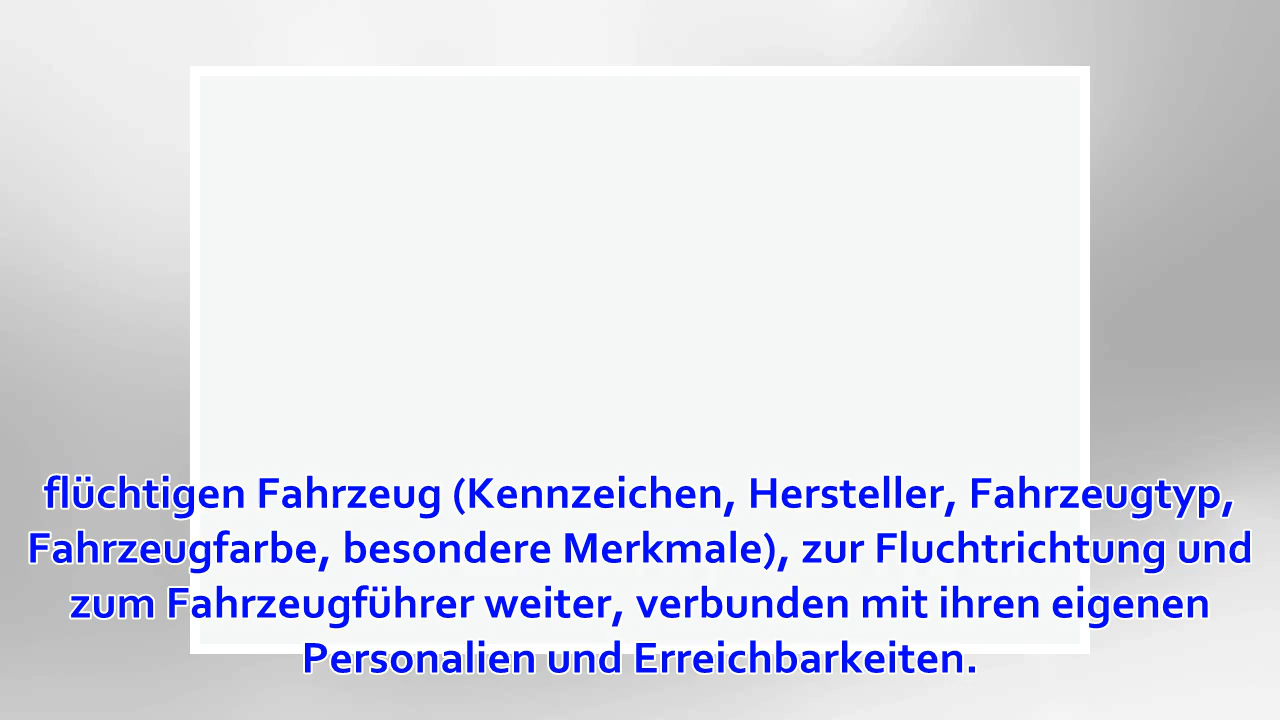 flüchtigen Fahrzeug (Kennzeichen, Hersteller, Fahrzeugtyp,
Fahrzeugfarbe, besondere Merkmale), zur Fluchtrichtung und
zum Fahrzeugführer weiter, verbunden mit ihren eigenen
Personalien und Erreichbarkeiten.